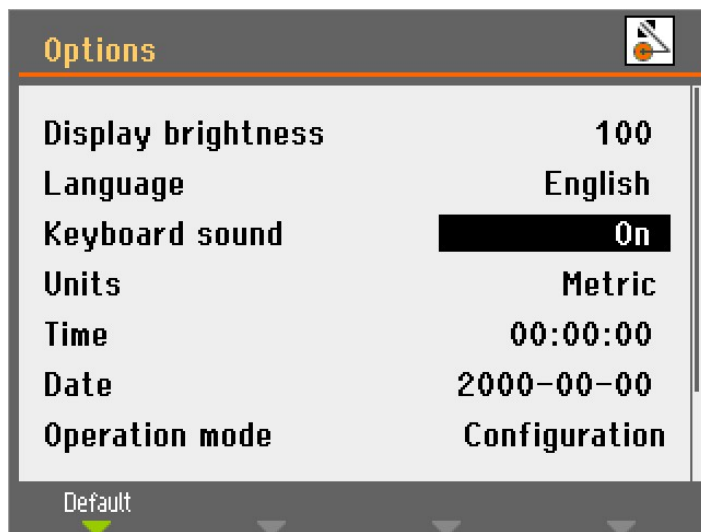 Options
Display brightness 100
Language English
Keyboard sound On
Units Metric
Time 00:00:00
Date 2000-00-00
Operation mode Configuration
Default